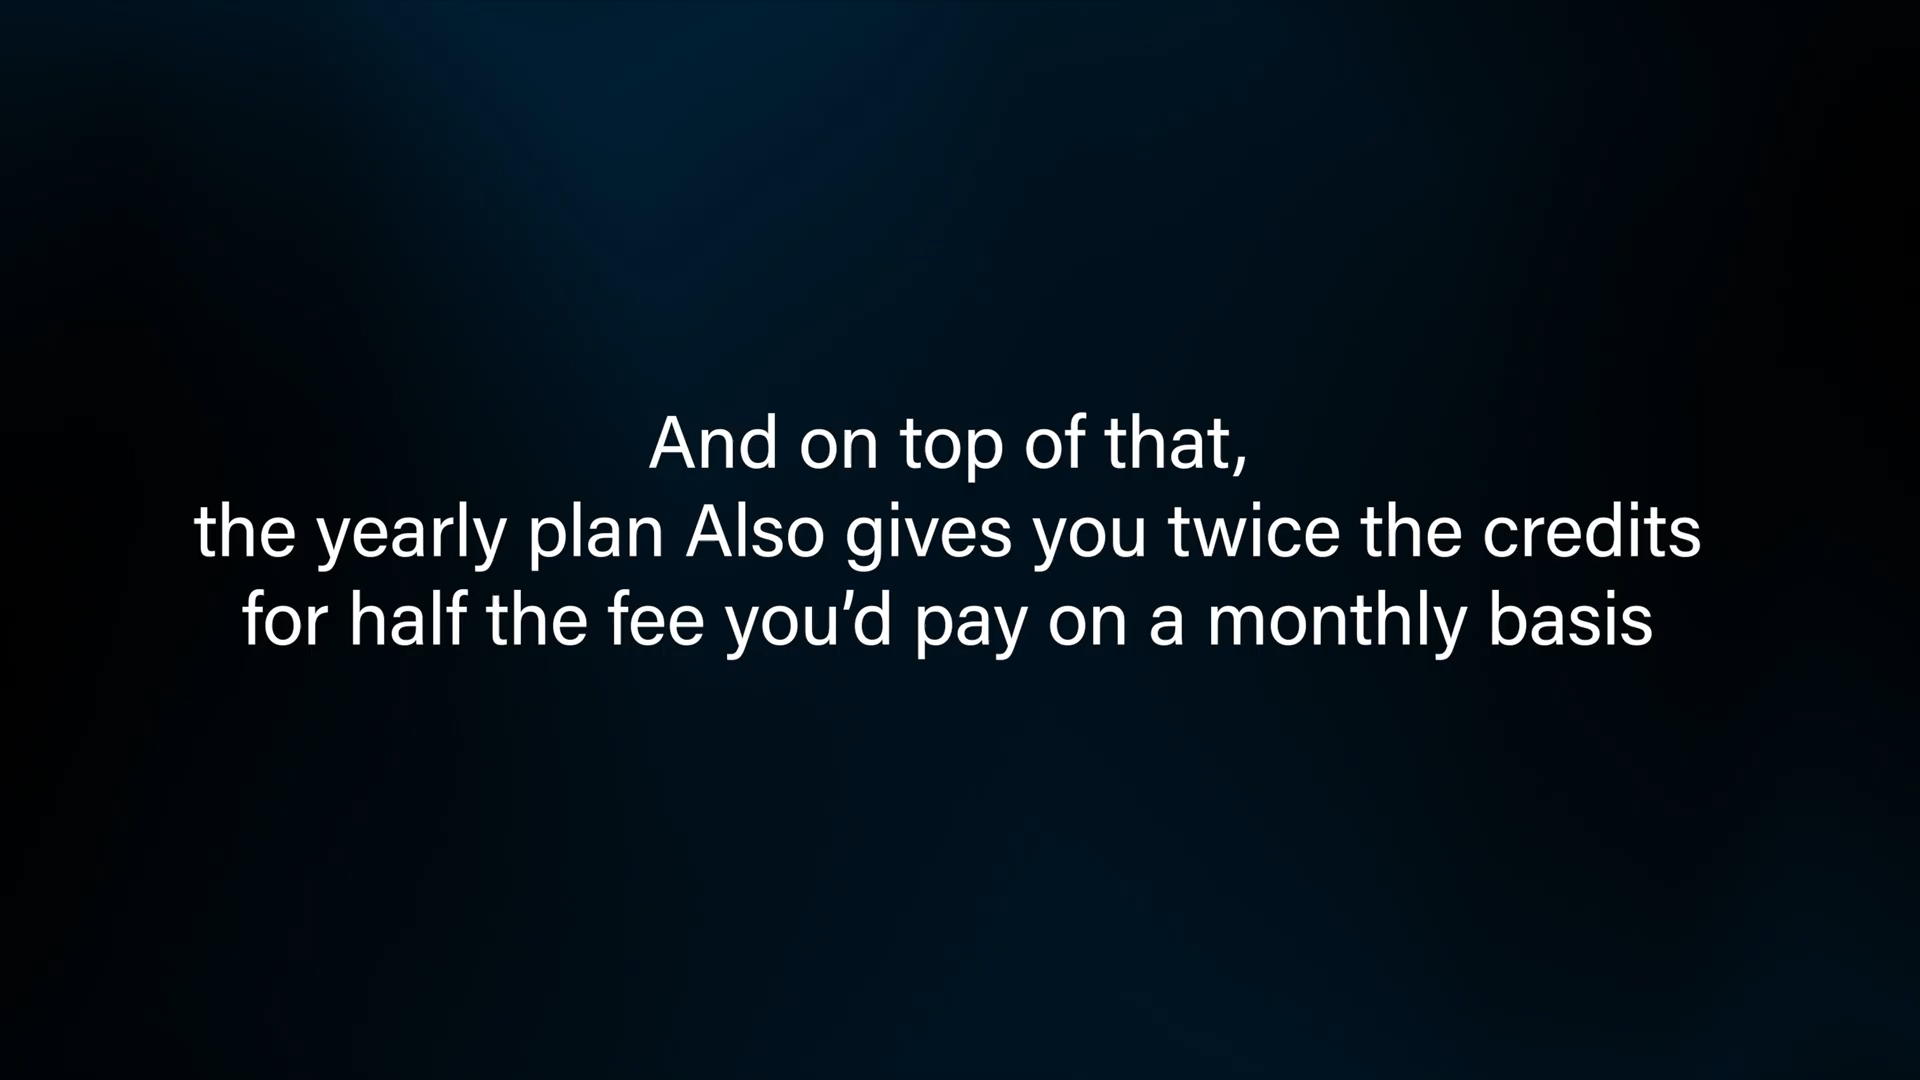 And on top of that,
the yearly plan Also gives you twice the credits
for half the fee you’d pay on a monthly basis